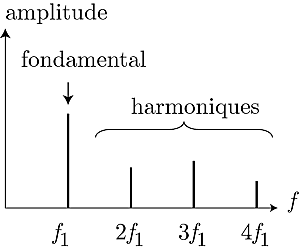 amplitude
fondamental
harmoniques
f
f₁ 2f₁ 3f₁ 4f₁